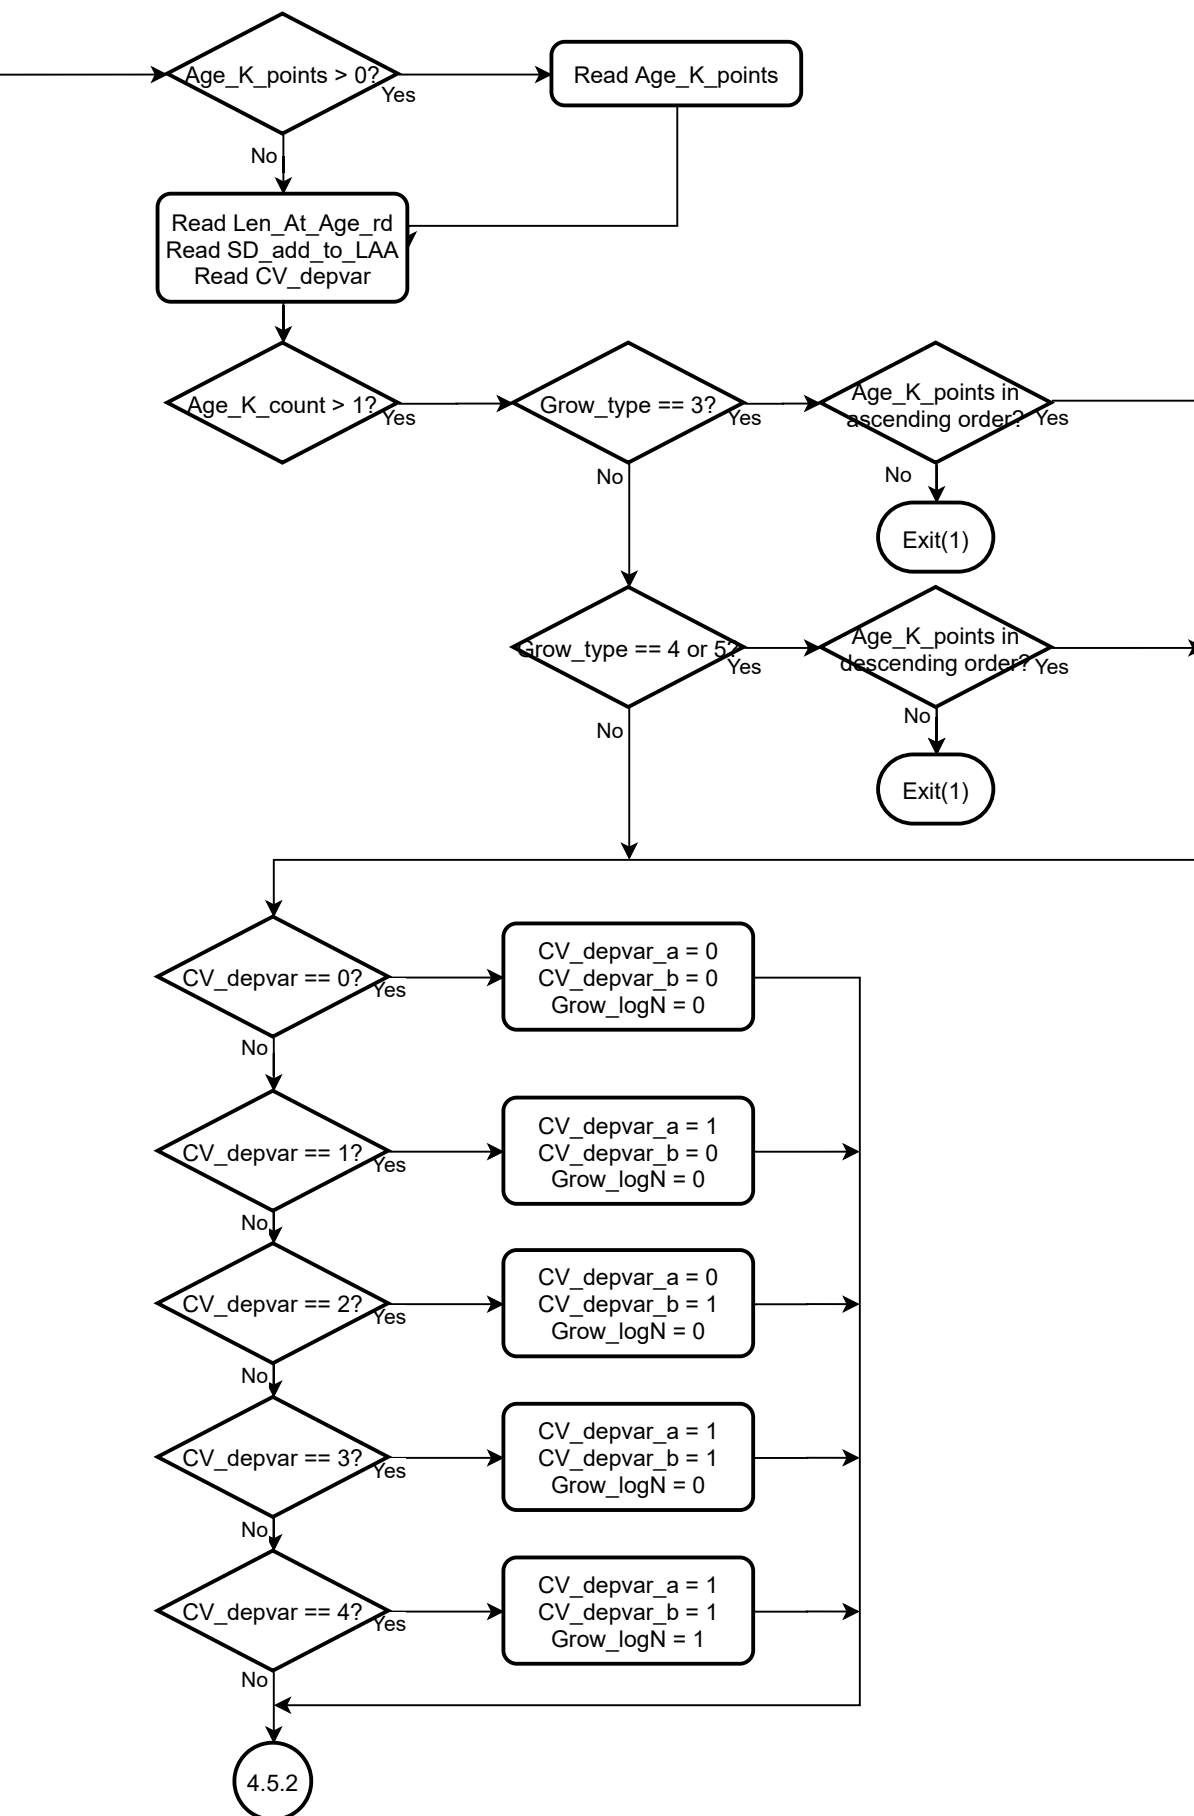 Age_K_points > 0?
Yes
Read Age_K_points
No
Read Len_At_Age_rd
Read SD_add_to_LAA
Read CV_depvar
Age_K_count > 1?
Yes
Grow_type == 3?
Yes
Age_K_points in
ascending order?
Yes
No
No
Exit(1)
Grow_type == 4 or 5?
Yes
Age_K_points in
descending order?
Yes
No
No
Exit(1)
CV_depvar == 0?
Yes
CV_depvar_a = 0
CV_depvar_b = 0
Grow_logN = 0
No
CV_depvar == 1?
Yes
CV_depvar_a = 1
CV_depvar_b = 0
Grow_logN = 0
No
CV_depvar == 2?
Yes
CV_depvar_a = 0
CV_depvar_b = 1
Grow_logN = 0
No
CV_depvar == 3?
Yes
CV_depvar_a = 1
CV_depvar_b = 1
Grow_logN = 0
No
CV_depvar == 4?
Yes
CV_depvar_a = 1
CV_depvar_b = 1
Grow_logN = 1
No
4.5.2